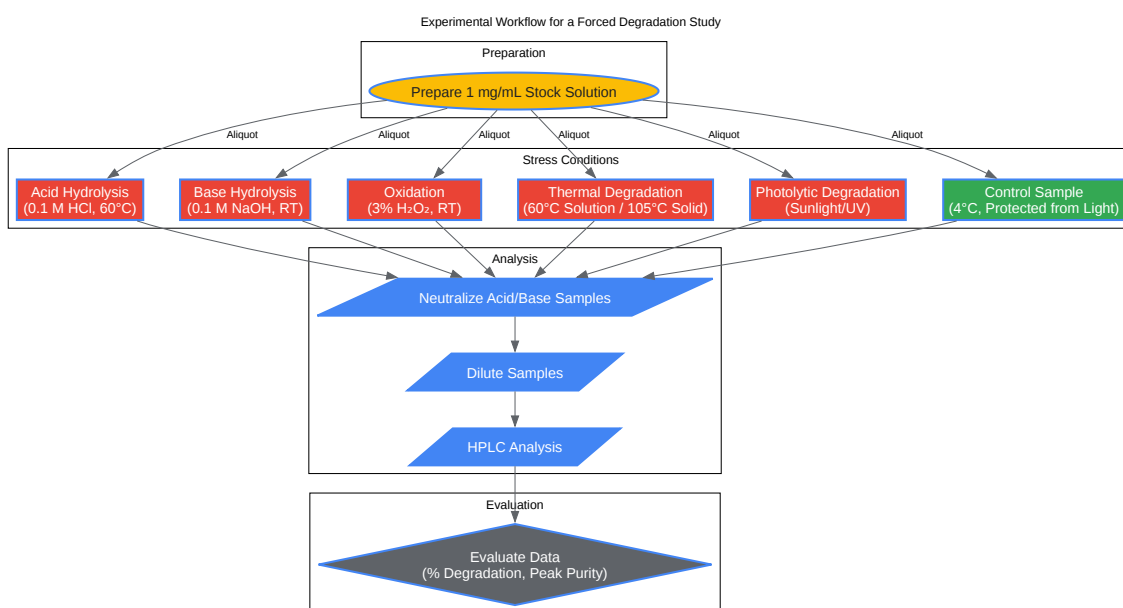 Experimental Workflow for a Forced Degradation Study
Preparation
Prepare 1 mg/mL Stock Solution
Aliquot
Aliquot
Aliquot
Aliquot
Aliquot
Aliquot
Stress Conditions
Acid Hydrolysis
(0.1 M HCl, 60°C)
Base Hydrolysis
(0.1 M NaOH, RT)
Oxidation
(3% H₂O₂, RT)
Thermal Degradation
(60°C Solution / 105°C Solid)
Photolytic Degradation
(Sunlight/UV)
Control Sample
(4°C, Protected from Light)
Analysis
Neutralize Acid/Base Samples
Dilute Samples
HPLC Analysis
Evaluation
Evaluate Data
(% Degradation, Peak Purity)